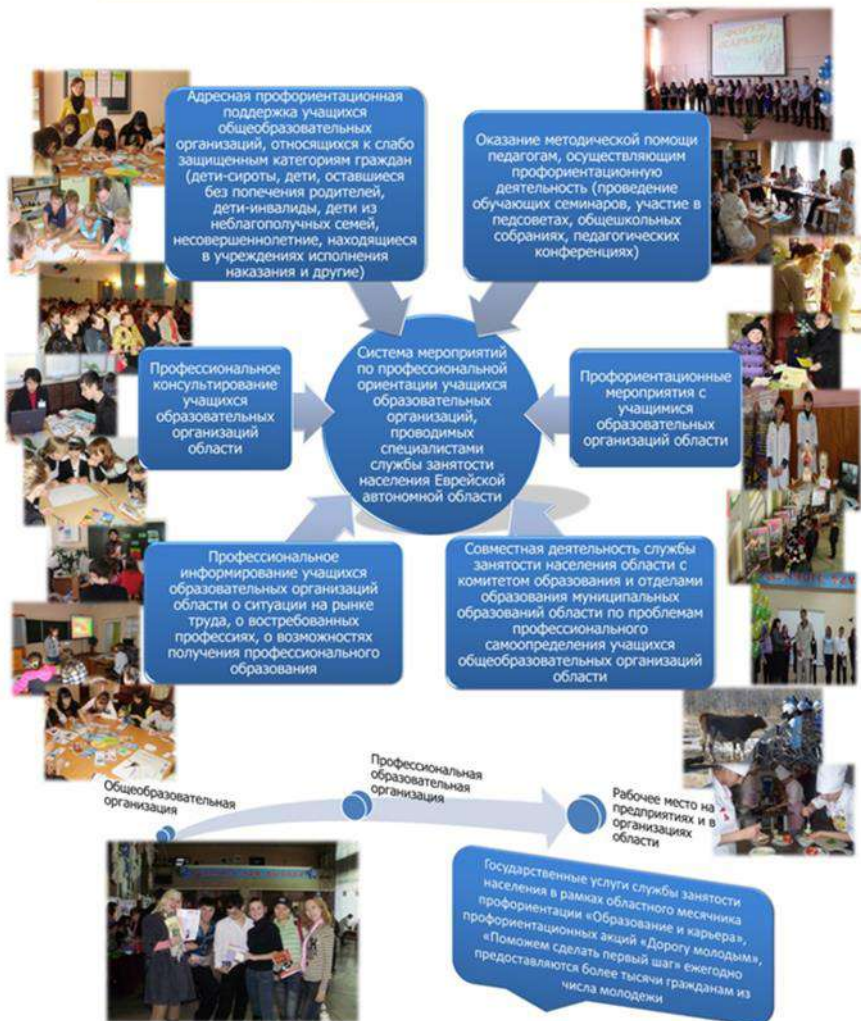 Адресная профориентационная
поддержка учащихся
общеобразовательных
организаций, относящихся к слабо
защищенным категориям граждан
(дети-сироты, дети, оставшиеся
без попечения родителей,
дети-инвалиды, дети из
неблагополучных семей,
несовершеннолетние, находящиеся
в учреждениях исполнения
наказания и другие)
Оказание методической помощи
педагогам, осуществляющим
профориентационную
деятельность (проведение
обучающих семинаров, участие в
педсоветах, общешкольных
собраниях, педагогических
конференциях)
Профессиональное
консультирование
учащихся
образовательных
организаций
области
Система мероприятий
по профессиональной
ориентации учащихся
образовательных
организаций,
проводимых
специалистами
службы занятости
населения Еврейской
автономной области
Профориентационные
мероприятия с
учащимися
образовательных
организаций области
Профессиональное
информирование учащихся
образовательных организаций
области о ситуации на рынке
труда, о востребованных
профессиях, о возможностях
получения профессионального
образования
Совместная деятельность службы
занятости населения области с
комитетом образования и отделами
образования муниципальных
образований области по проблемам
профессионального
самоопределения учащихся
общеобразовательных организаций
области
Общеобразовательная
организация
Профессиональная
образовательная
организация
Рабочее место на
предприятиях и в
организациях
области
Государственные услуги службы занятости
населения в рамках областного месячника
профориентации «Образование и карьера»,
профориентационных акций «Дорогу молодым»,
«Поможем сделать первый шаг» ежегодно
предоставляются более тысячи гражданам из
числа молодежи